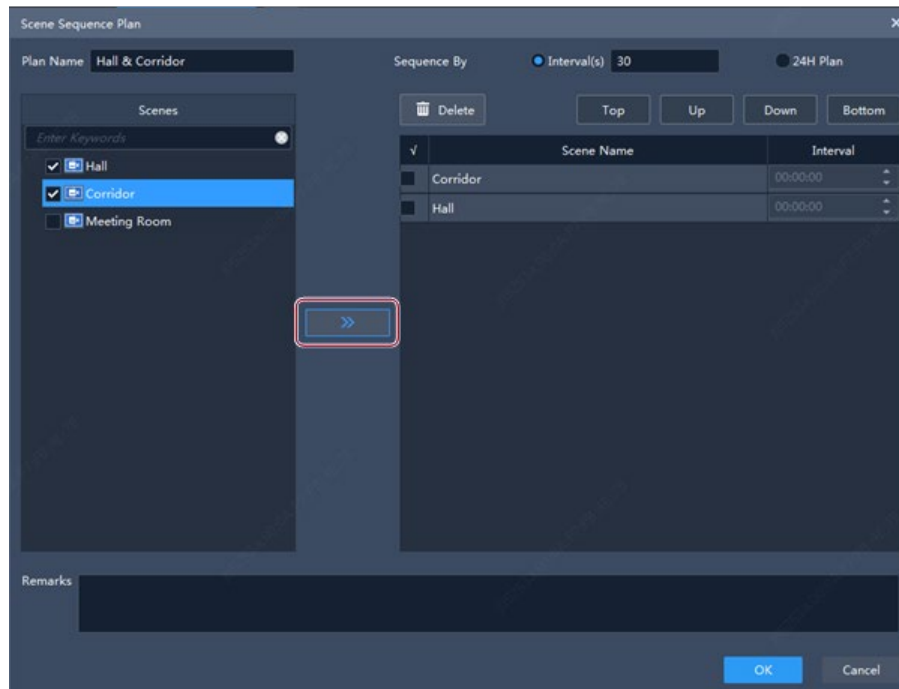 Scene Sequence Plan
Plan Name Hall & Corridor Sequence By Interval(s) 30 24H Plan
Scenes
Enter Keywords
Hall
Corridor
Meeting Room
Delete Top Up Down Bottom
√ Scene Name Interval
Corridor 00:00:00
Hall 00:00:00
Remarks
OK Cancel